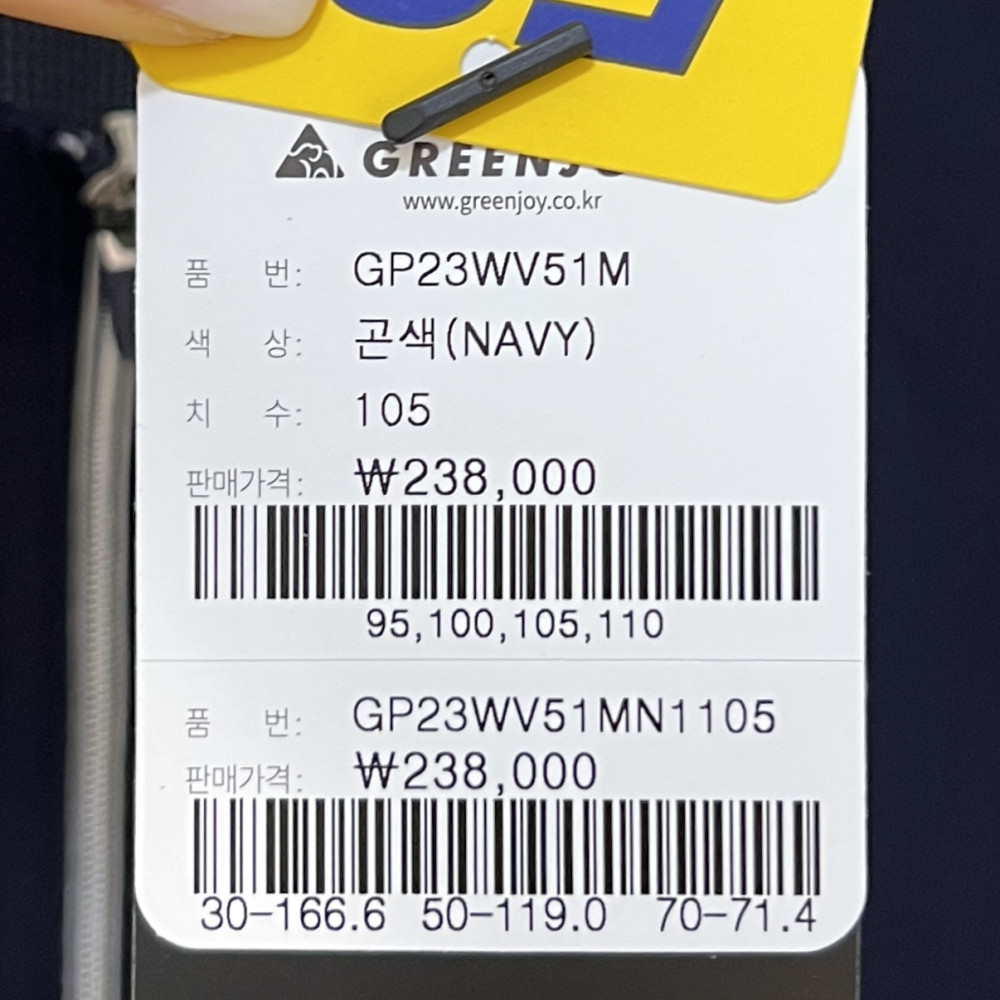 www.greenjoy.co.kr
품 번: GP23WV51M
색 상: 곤색(NAVY)
치 수: 105
판매가격: ₩238,000
95,100,105,110
품 번: GP23WV51MN1105
판매가격: ₩238,000
30-166.6 50-119.0 70-71.4